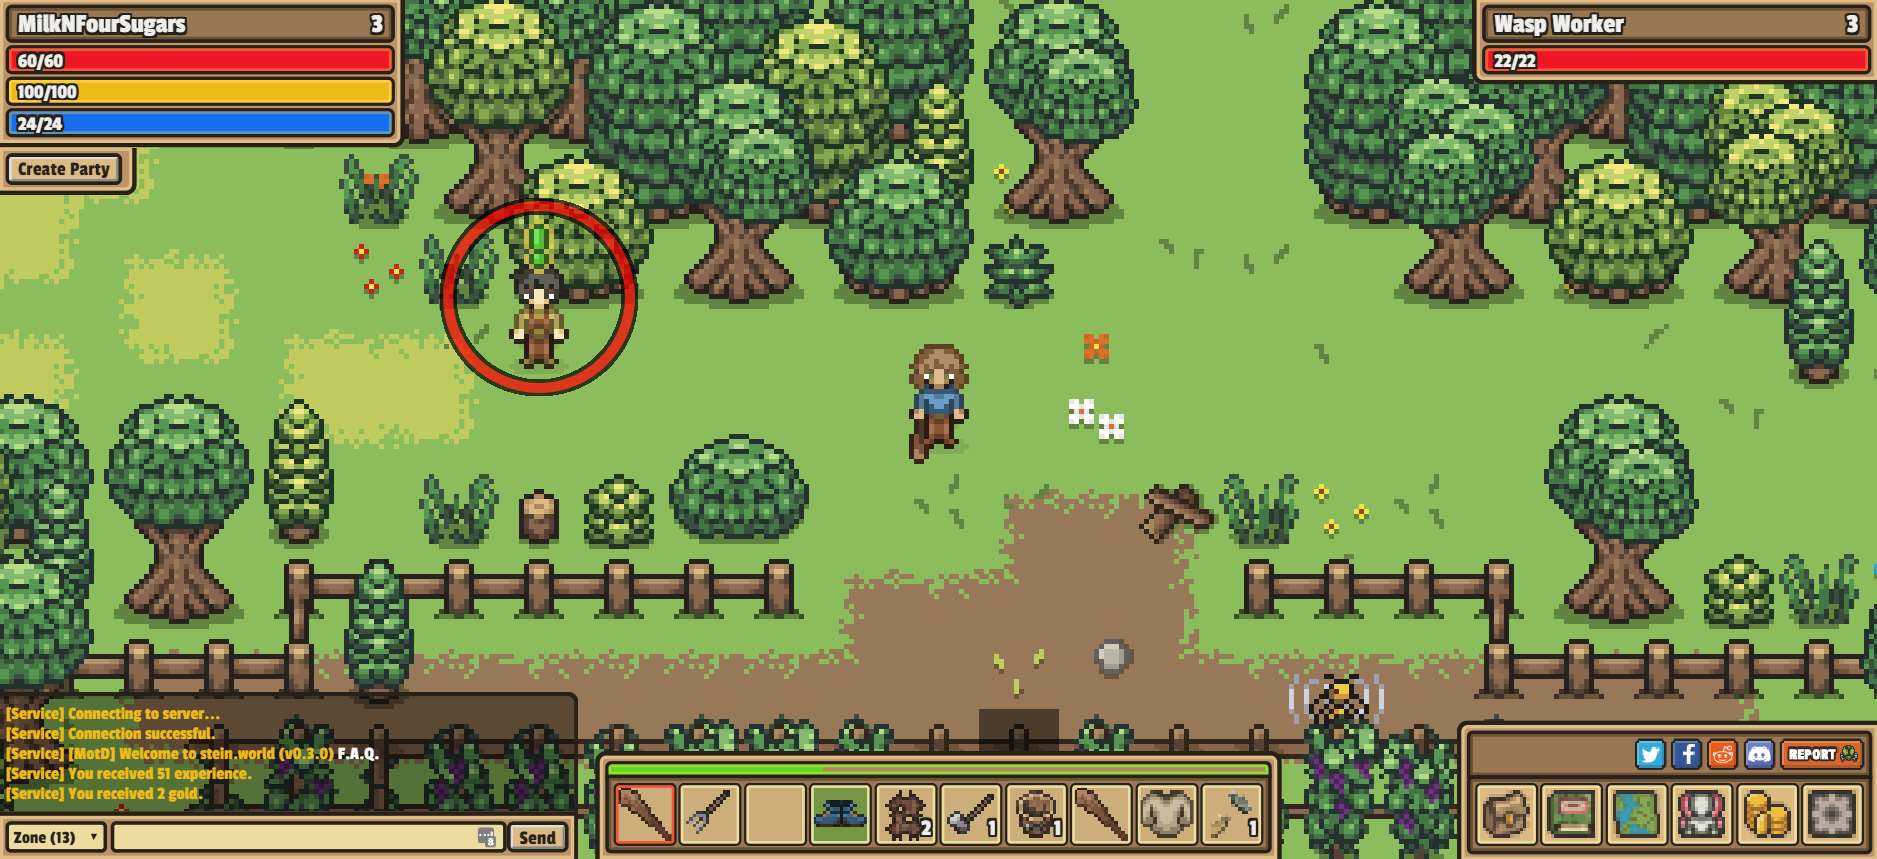 MilkNFourSugars 3
60/60
100/100
24/24
Create Party
Wasp Worker 3
22/22
[Service] Connecting to server...
[Service] Connection successful.
[Service] [MotD] Welcome to stein.world (v0.3.0) F.A.Q.
[Service] You received 51 experience.
[Service] You received 2 gold.
Zone (13)
Send
2
1
1
1
REPORT